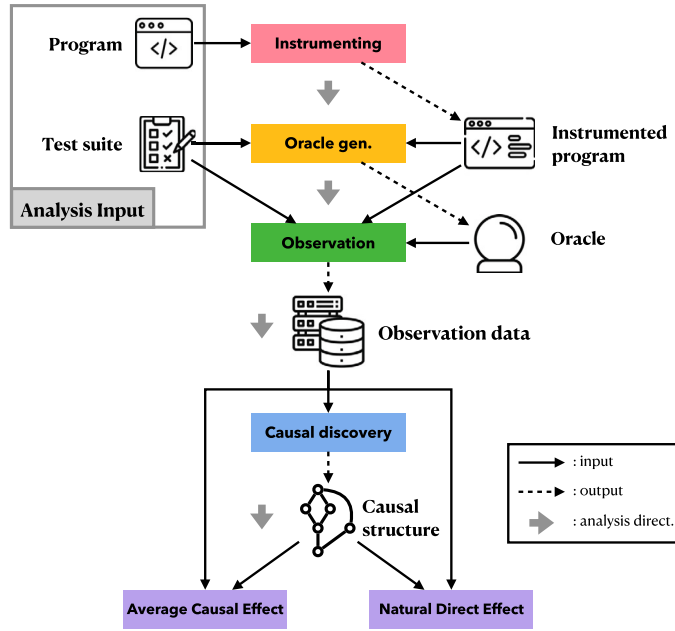 Program
</>
Instrumenting
Test suite
Oracle gen.
</>
Instrumented
program
Analysis Input
Observation
Oracle
Observation data
Causal discovery
: input
: output
: analysis direct.
Causal
structure
Average Causal Effect
Natural Direct Effect